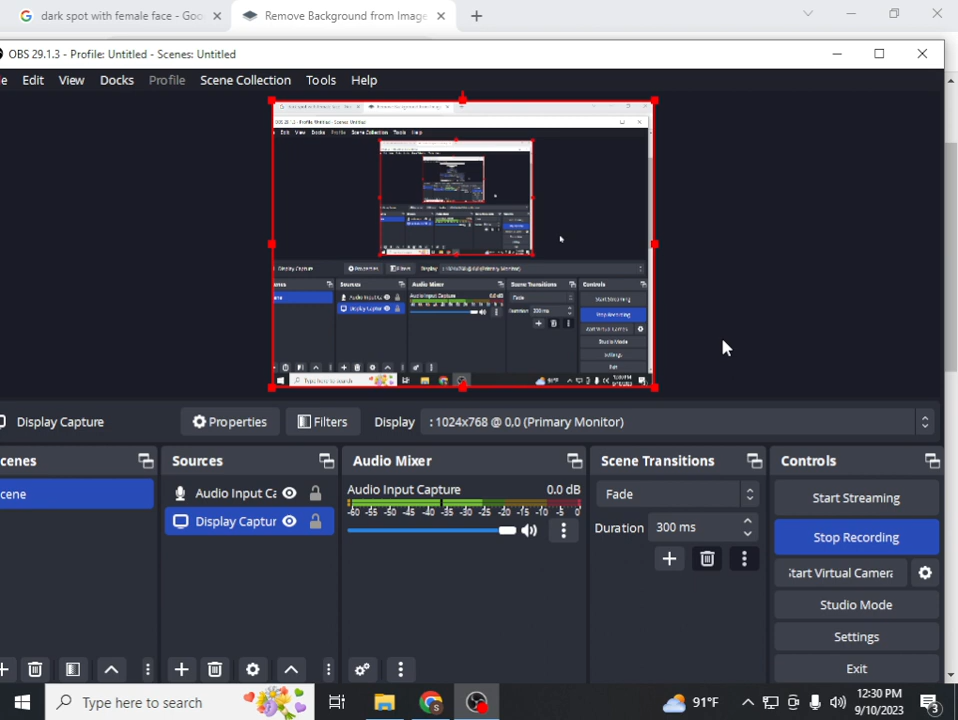 dark spot with female face - Goo
Remove Background from Image
OBS 29.1.3 - Profile: Untitled - Scenes: Untitled
Edit View Docks Profile Scene Collection Tools Help
Display Capture Properties Filters Display : 1024x768 @ 0,0 (Primary Monitor)
cenes Sources Audio Mixer Scene Transitions Controls
cene
Audio Input Ca
Display Captur
Audio Input Capture 0.0 dB
-60 -55 -50 -45 -40 -35 -30 -25 -20 -15 -10 -5 0
Fade
Duration 300 ms
Start Streaming
Stop Recording
Start Virtual Camera
Studio Mode
Settings
Exit
Type here to search
91°F
12:30 PM
9/10/2023
3